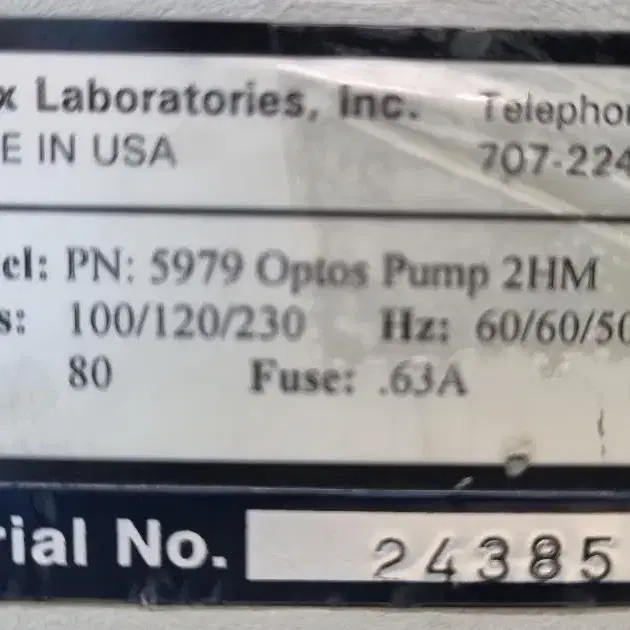 x Laboratories, Inc. Telephon
E IN USA 707-224
el: PN: 5979 Optos Pump 2HM
s: 100/120/230 Hz: 60/60/50
80 Fuse: .63A
rial No. 24385